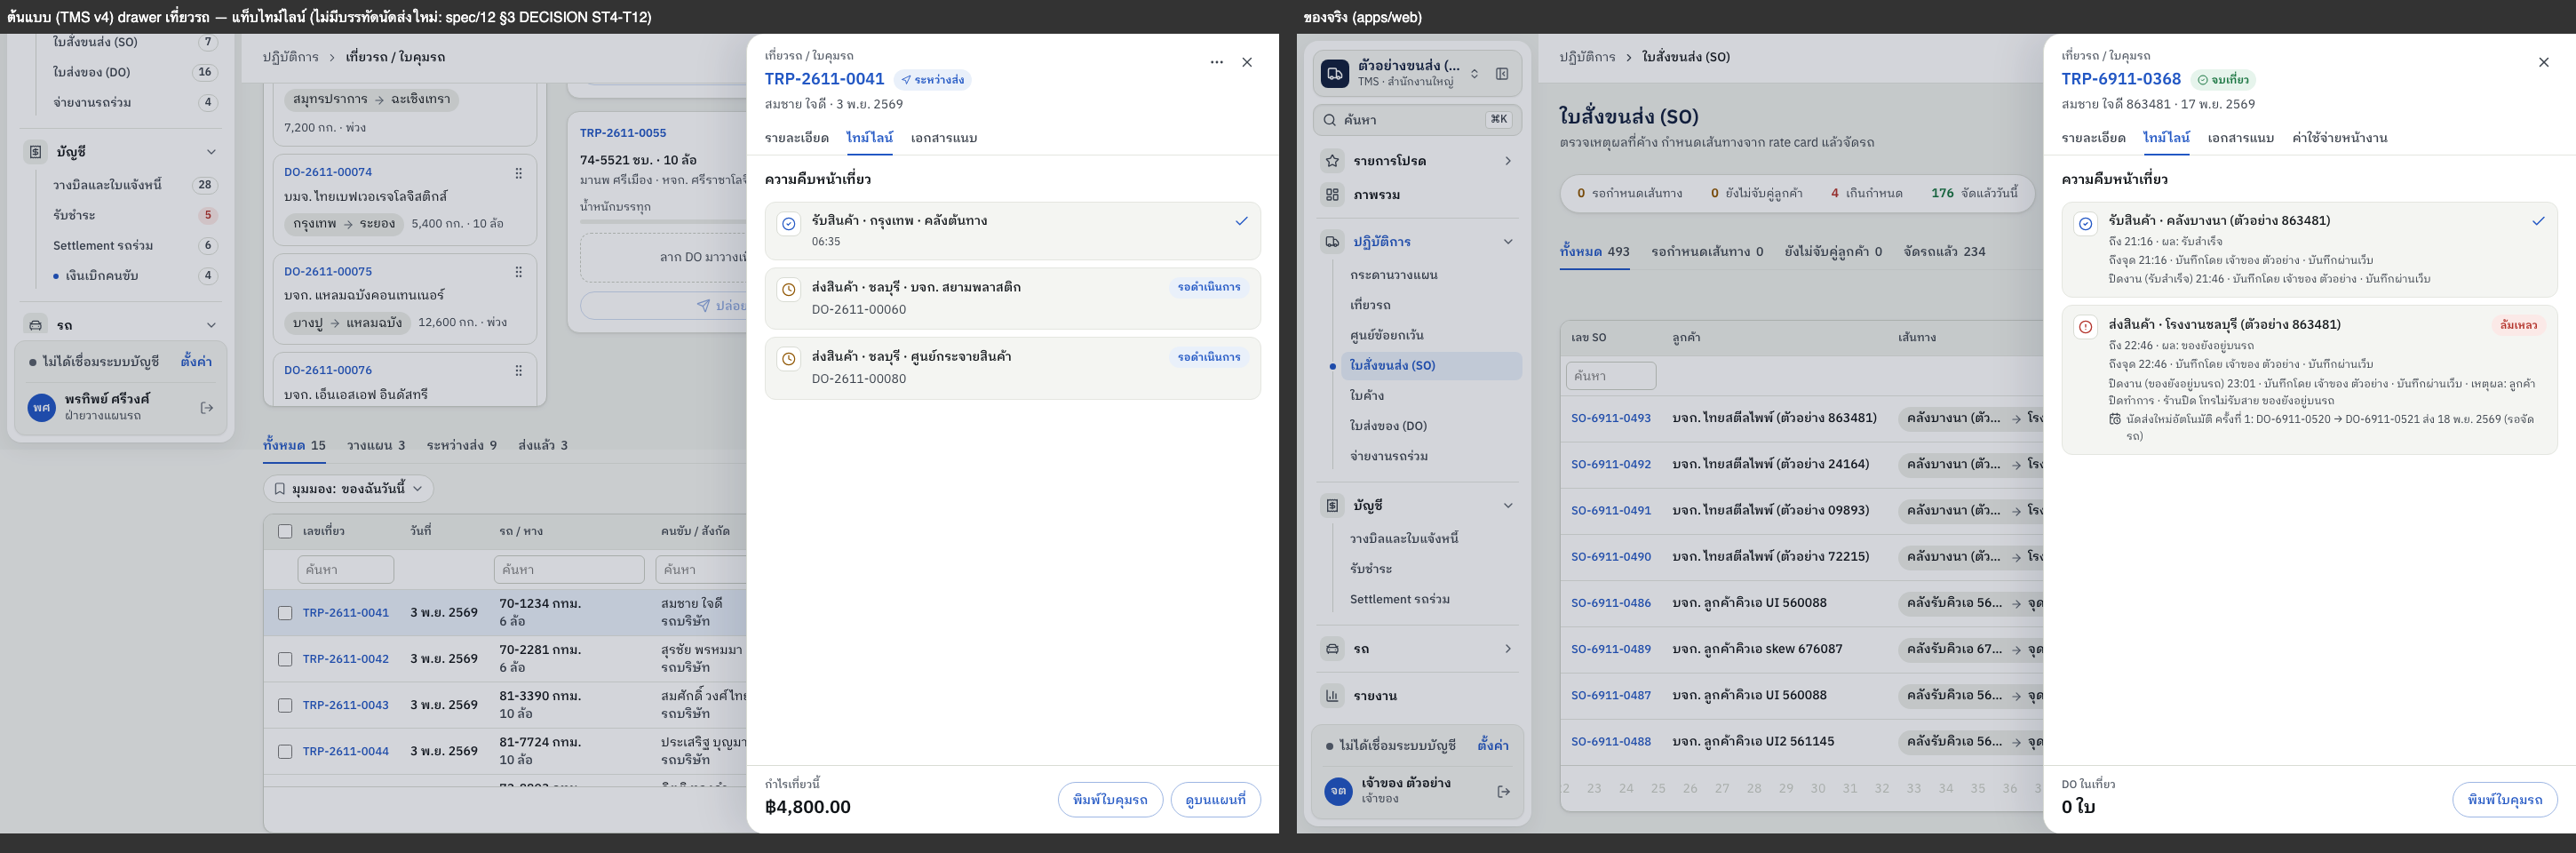 ต้นแบบ (TMS v4) drawer เที่ยวรถ — แท็บไทม์ไลน์ (ไม่มีบรรทัดนัดส่งใหม่: spec/12 §3 DECISION ST4-T12)
ใบสั่งขนส่ง (SO) 7
ใบส่งของ (DO) 16
จ่ายงานรถร่วม 4
บัญชี
วางบิลและใบแจ้งหนี้ 28
รับชำระ 5
Settlement รถร่วม 6
เงินเบิกคนขับ 4
รถ
ไม่ได้เชื่อมระบบบัญชี ตั้งค่า
พศ
พรทิพย์ ศรีวงศ์
ฝ่ายวางแผนรถ
ปฏิบัติการ > เที่ยวรถ / ใบคุมรถ
สมุทรปราการ → ฉะเชิงเทรา
7,200 กก. · พ่วง
DO-2611-00074
บมจ. ไทยเบฟเวอเรจโลจิสติกส์
กรุงเทพ → ระยอง 5,400 กก. · 10 ล้อ
DO-2611-00075
บจก. แหลมฉบังคอนเทนเนอร์
บางปู → แหลมฉบัง 12,600 กก. · พ่วง
DO-2611-00076
บจก. เอ็นเอสเอฟ อินดัสทรี
TRP-2611-0055
74-5521 ชบ. · 10 ล้อ
มานพ ศรีเมือง · หจก. ศรีราชาโลจิ
น้ำหนักบรรทุก
ลาก DO มาวางเ
ปล่อย
ทั้งหมด 15 วางแผน 3 ระหว่างส่ง 9 ส่งแล้ว 3
มุมมอง: ของฉันวันนี้
เลขเที่ยว วันที่ รถ / หาง คนขับ / สังกัด
ค้นหา ค้นหา ค้นหา
TRP-2611-0041 3 พ.ย. 2569 70-1234 กทม. สมชาย ใจดี
6 ล้อ รถบริษัท
TRP-2611-0042 3 พ.ย. 2569 70-2281 กทม. สุรชัย พรหมมา
6 ล้อ รถบริษัท
TRP-2611-0043 3 พ.ย. 2569 81-3390 กทม. สมศักดิ์ วงศ์ไทย
10 ล้อ รถบริษัท
TRP-2611-0044 3 พ.ย. 2569 81-7724 กทม. ประเสริฐ บุญมา
10 ล้อ รถบริษัท
เที่ยวรถ / ใบคุมรถ
TRP-2611-0041 ระหว่างส่ง
สมชาย ใจดี · 3 พ.ย. 2569
รายละเอียด ไทม์ไลน์ เอกสารแนบ
ความคืบหน้าเที่ยว
รับสินค้า · กรุงเทพ · คลังต้นทาง
06:35
ส่งสินค้า · ชลบุรี · บจก. สยามพลาสติก รอดำเนินการ
DO-2611-00060
ส่งสินค้า · ชลบุรี · ศูนย์กระจายสินค้า รอดำเนินการ
DO-2611-00080
กำไรเที่ยวนี้
฿4,800.00
พิมพ์ใบคุมรถ ดูบนแผนที่
ของจริง (apps/web)
ตัวอย่างขนส่ง (...
TMS · สำนักงานใหญ่
ค้นหา ⌘K
รายการโปรด
ภาพรวม
ปฏิบัติการ
กระดานวางแผน
เที่ยวรถ
ศูนย์ข้อยกเว้น
ใบสั่งขนส่ง (SO)
ใบค้าง
ใบส่งของ (DO)
จ่ายงานรถร่วม
บัญชี
วางบิลและใบแจ้งหนี้
รับชำระ
Settlement รถร่วม
รถ
รายงาน
ไม่ได้เชื่อมระบบบัญชี ตั้งค่า
จต
เจ้าของ ตัวอย่าง
เจ้าของ
ปฏิบัติการ > ใบสั่งขนส่ง (SO)
ใบสั่งขนส่ง (SO)
ตรวจเหตุผลที่ค้าง กำหนดเส้นทางจาก rate card แล้วจัดรถ
0 รอกำหนดเส้นทาง 0 ยังไม่จับคู่ลูกค้า 4 เกินกำหนด 176 จัดแล้ววันนี้
ทั้งหมด 493 รอกำหนดเส้นทาง 0 ยังไม่จับคู่ลูกค้า 0 จัดรถแล้ว 234
เลข SO ลูกค้า เส้นทาง
ค้นหา
SO-6911-0493 บจก. ไทยสตีลไพพ์ (ตัวอย่าง 863481) คลังบางนา (ตัว... → โรง
SO-6911-0492 บจก. ไทยสตีลไพพ์ (ตัวอย่าง 24164) คลังบางนา (ตัว... → โรง
SO-6911-0491 บจก. ไทยสตีลไพพ์ (ตัวอย่าง 09893) คลังบางนา (ตัว... → โรง
SO-6911-0490 บจก. ไทยสตีลไพพ์ (ตัวอย่าง 72215) คลังบางนา (ตัว... → โรง
SO-6911-0486 บจก. ลูกค้าคิวเอ UI 560088 คลังรับคิวเอ 56... → จุด
SO-6911-0489 บจก. ลูกค้าคิวเอ skew 676087 คลังรับคิวเอ 67... → จุด
SO-6911-0487 บจก. ลูกค้าคิวเอ UI 560088 คลังรับคิวเอ 56... → จุด
SO-6911-0488 บจก. ลูกค้าคิวเอ UI2 561145 คลังรับคิวเอ 56... → จุด
2 23 24 25 26 27 28 29 30 31 32 33 34 35 36 3
เที่ยวรถ / ใบคุมรถ
TRP-6911-0368 จบเที่ยว
สมชาย ใจดี 863481 · 17 พ.ย. 2569
รายละเอียด ไทม์ไลน์ เอกสารแนบ ค่าใช้จ่ายหน้างาน
ความคืบหน้าเที่ยว
รับสินค้า · คลังบางนา (ตัวอย่าง 863481)
ถึง 21:16 · ผล: รับสำเร็จ
ถึงจุด 21:16 · บันทึกโดย เจ้าของ ตัวอย่าง · บันทึกผ่านเว็บ
ปิดงาน (รับสำเร็จ) 21:46 · บันทึกโดย เจ้าของ ตัวอย่าง · บันทึกผ่านเว็บ
ส่งสินค้า · โรงงานชลบุรี (ตัวอย่าง 863481) ล้มเหลว
ถึง 22:46 · ผล: ของยังอยู่บนรถ
ถึงจุด 22:46 · บันทึกโดย เจ้าของ ตัวอย่าง · บันทึกผ่านเว็บ
ปิดงาน (ของยังอยู่บนรถ) 23:01 · บันทึกโดย เจ้าของ ตัวอย่าง · บันทึกผ่านเว็บ · เหตุผล: ลูกค้า
ปิดทำการ · ร้านปิด โทรไม่รับสาย ของยังอยู่บนรถ
นัดส่งใหม่อัตโนมัติ ครั้งที่ 1: DO-6911-0520 → DO-6911-0521 ส่ง 18 พ.ย. 2569 (รอจัด
รถ)
DO ในเที่ยว
0 ใบ
พิมพ์ใบคุมรถ